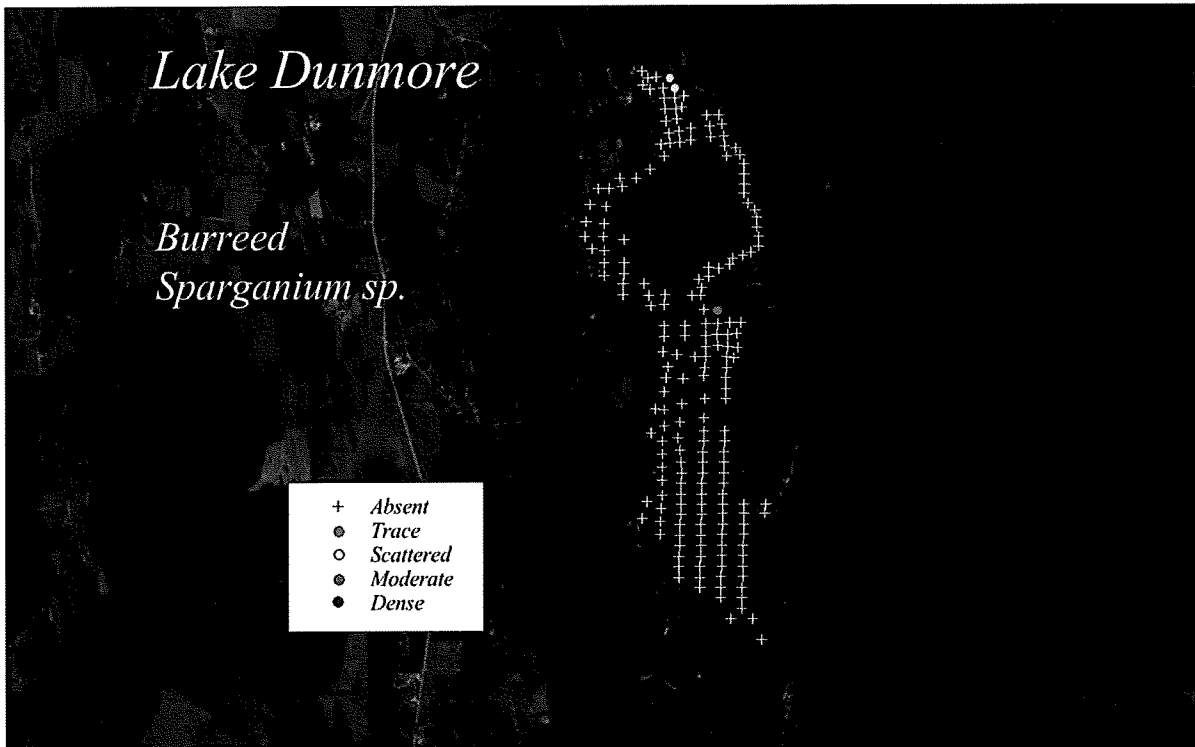 Lake Dunmore
Burreed
Sparganium sp.
Absent
Trace
Scattered
Moderate
Dense